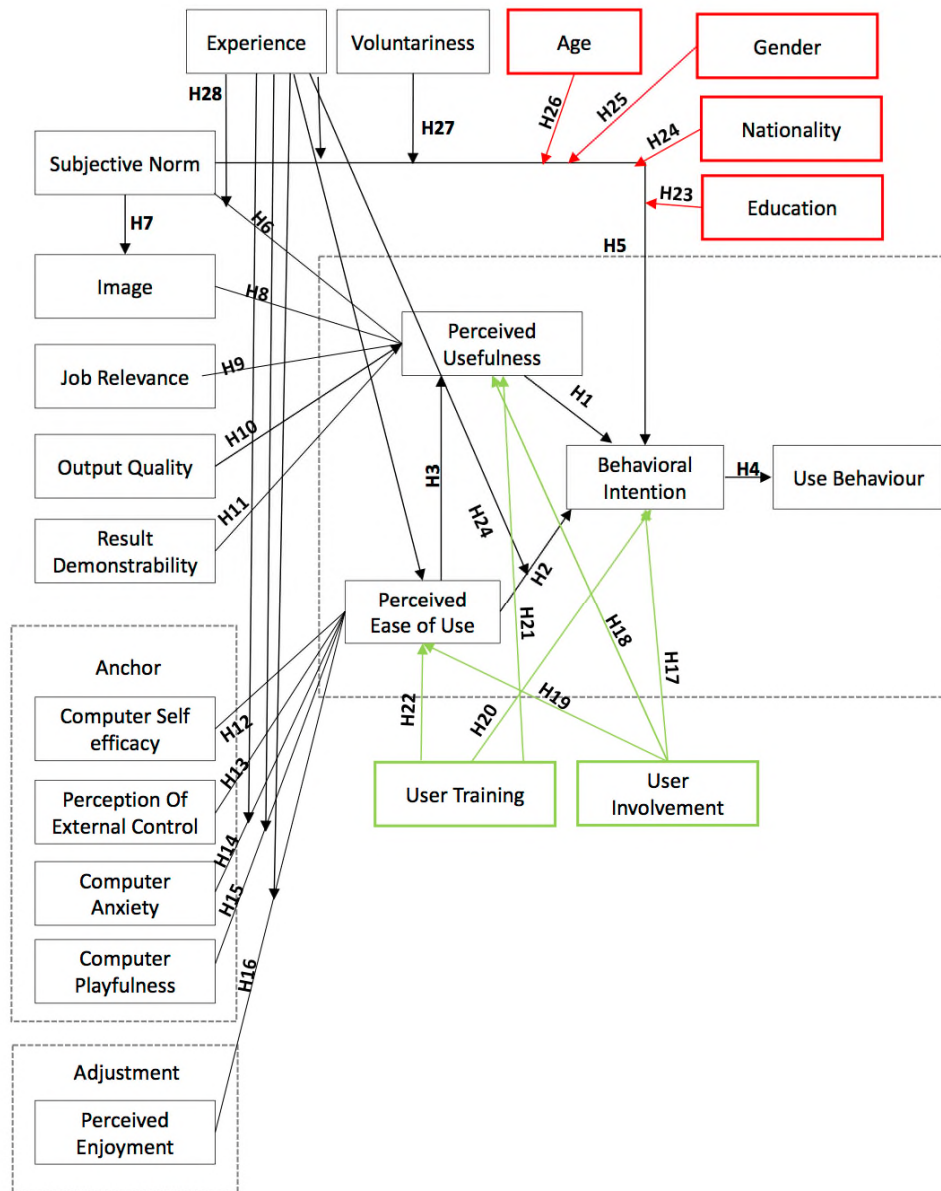 Experience
Voluntariness
Age
Gender
H28
H27
H26
H25
H24
Nationality
Subjective Norm
H23
Education
H7
H6
H5
Image
H8
Perceived
Usefulness
Job Relevance
H9
H1
H10
Output Quality
H3
Behavioral
Intention
H4
Use Behaviour
H11
H24
Result
Demonstrability
H2
Perceived
Ease of Use
H21
H18
H17
Anchor
H22
H20
H19
Computer Self
efficacy
H12
H13
User Training
User
Involvement
Perception Of
External Control
H14
Computer
Anxiety
H15
Computer
Playfulness
H16
Adjustment
Perceived
Enjoyment